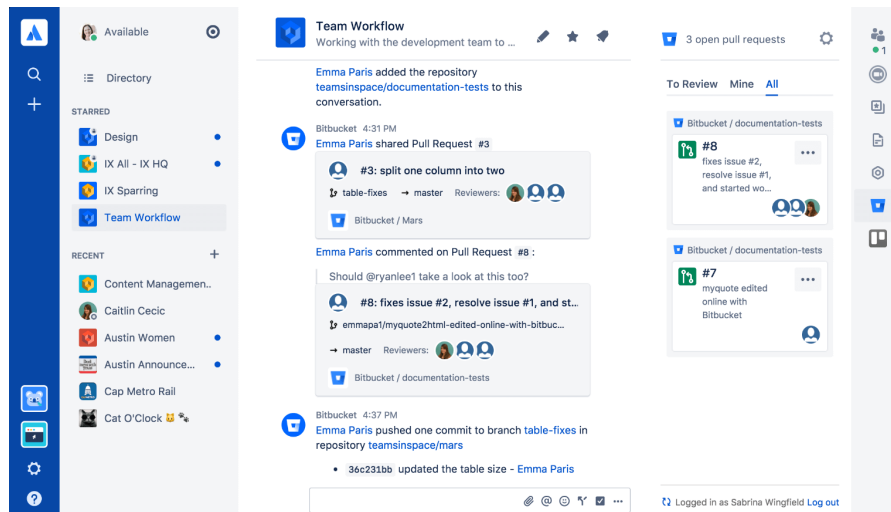 Available
Directory
STARRED
Design
IX All - IX HQ
IX Sparring
Team Workflow
RECENT
Content Managemen..
Caitlin Cecic
Austin Women
Austin Announce...
Cap Metro Rail
Cat O'Clock 🐱 🐾
Team Workflow
Working with the development team to ...
Emma Paris added the repository
teamsinspace/documentation-tests to this
conversation.
Bitbucket 4:31 PM
Emma Paris shared Pull Request #3
#3: split one column into two
table-fixes → master Reviewers:
Bitbucket / Mars
Emma Paris commented on Pull Request #8 :
Should @ryanlee1 take a look at this too?
#8: fixes issue #2, resolve issue #1, and st...
emmapa1/myquote2html-edited-online-with-bitbuc...
→ master Reviewers:
Bitbucket / documentation-tests
Bitbucket 4:37 PM
Emma Paris pushed one commit to branch table-fixes in
repository teamsinspace/mars
• 36c231bb updated the table size - Emma Paris
3 open pull requests
To Review Mine All
Bitbucket / documentation-tests
#8
fixes issue #2,
resolve issue #1,
and started wo...
Bitbucket / documentation-tests
#7
myquote edited
online with
Bitbucket
Logged in as Sabrina Wingfield Log out
1